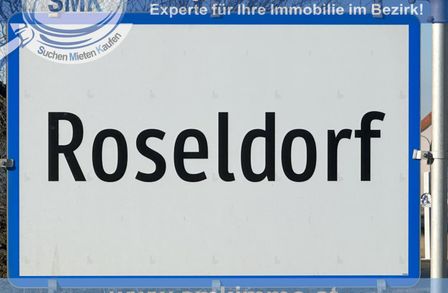 SMK
Experte für Ihre Immobilie im Bezirk!
Suchen Mieten Kaufen
Roseldorf